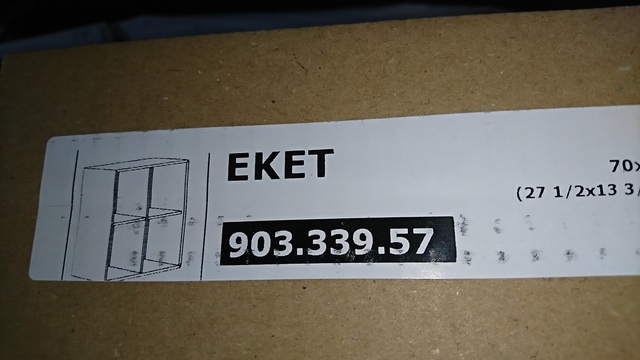 EKET
70x
(27 1/2x13 3/
903.339.57